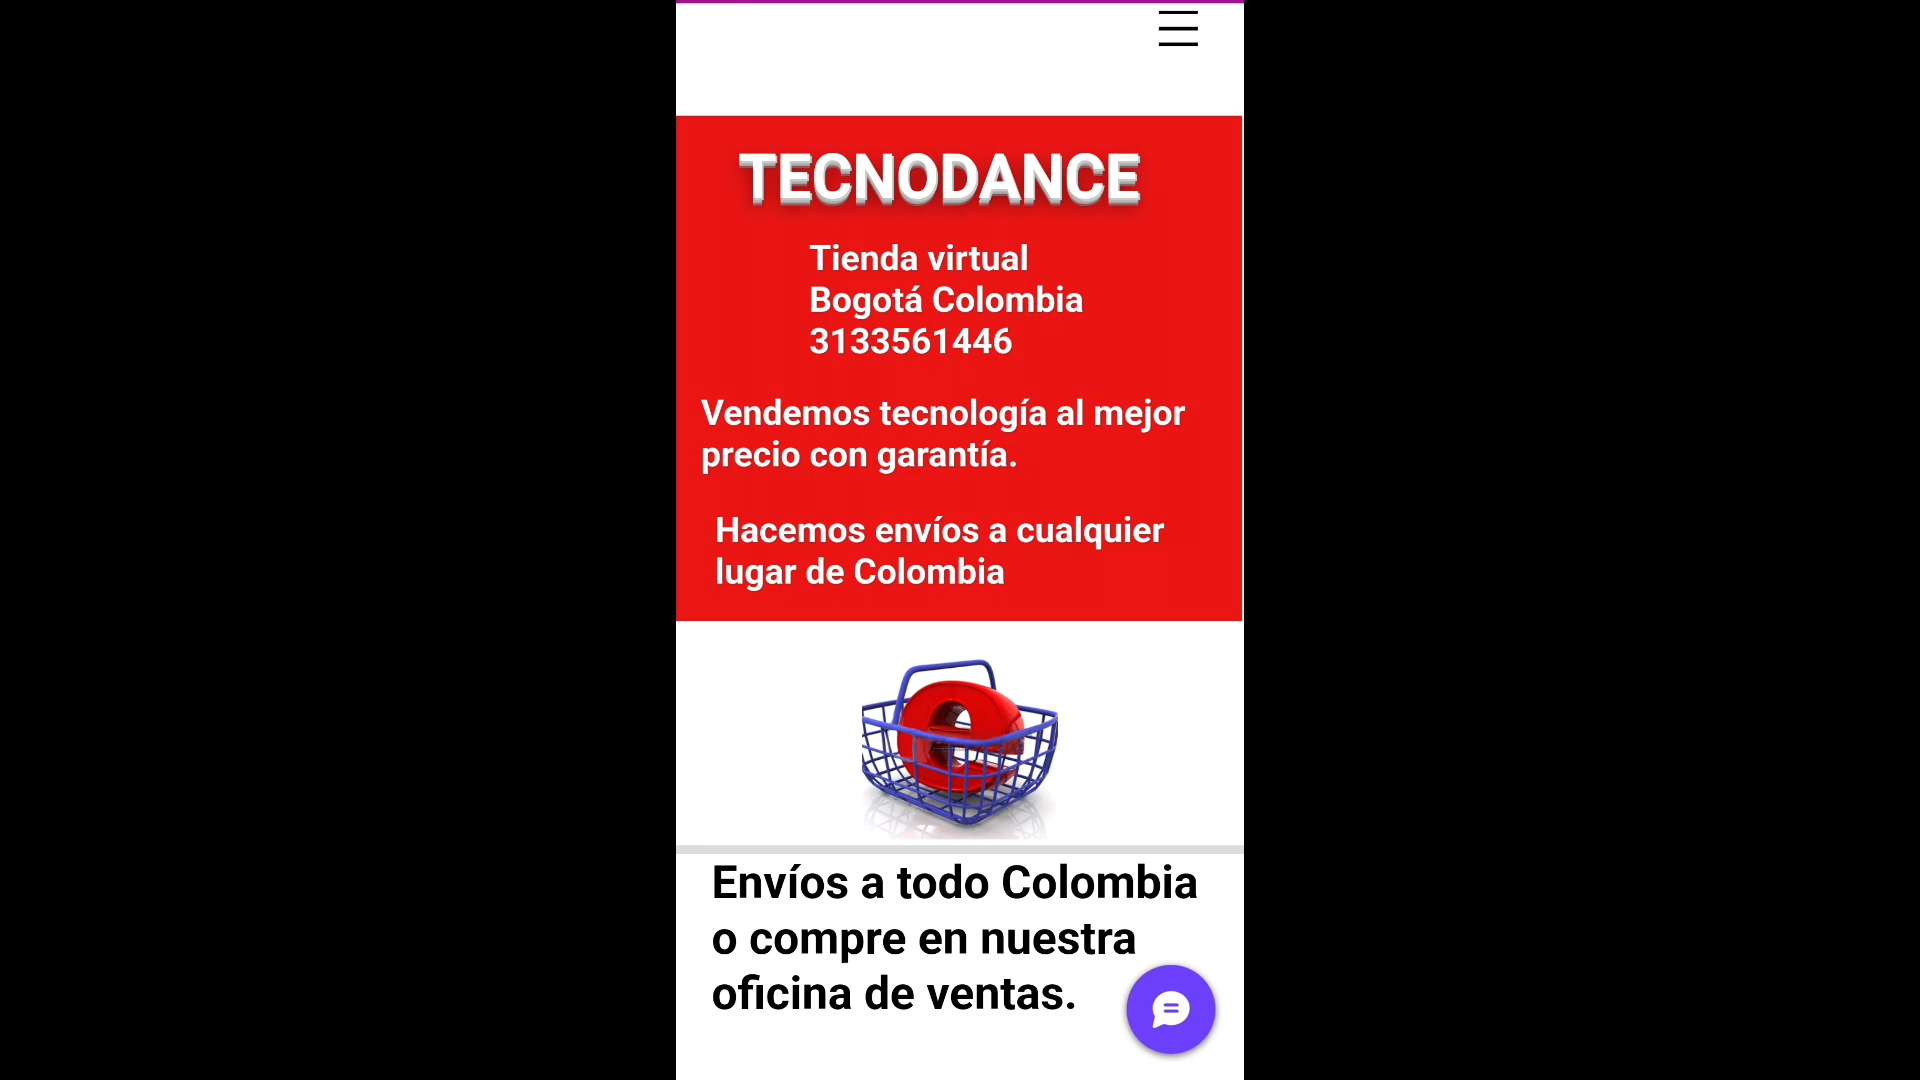 TECNODANCE
Tienda virtual
Bogotá Colombia
3133561446
Vendemos tecnología al mejor
precio con garantía.
Hacemos envíos a cualquier
lugar de Colombia
Envíos a todo Colombia
o compre en nuestra
oficina de ventas.